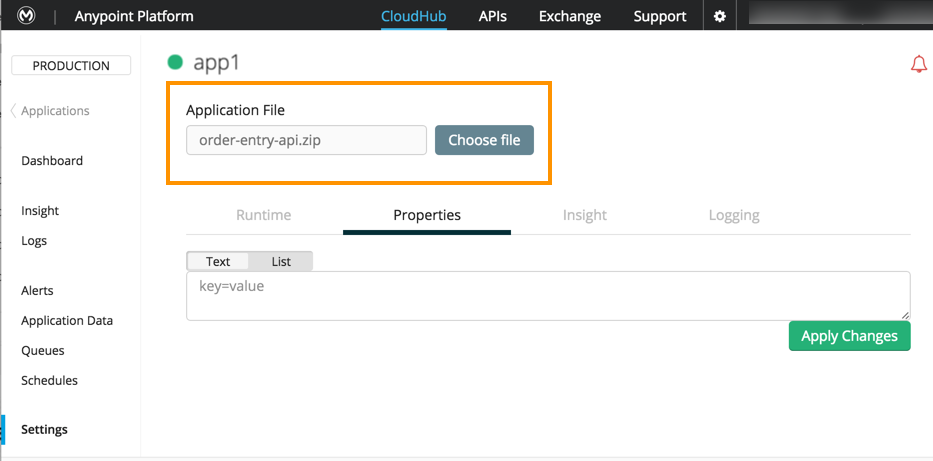 Anypoint Platform CloudHub APIs Exchange Support
PRODUCTION
Applications
Dashboard
Insight
Logs
Alerts
Application Data
Queues
Schedules
Settings
app1
Application File
order-entry-api.zip Choose file
Runtime Properties Insight Logging
Text List
key=value
Apply Changes